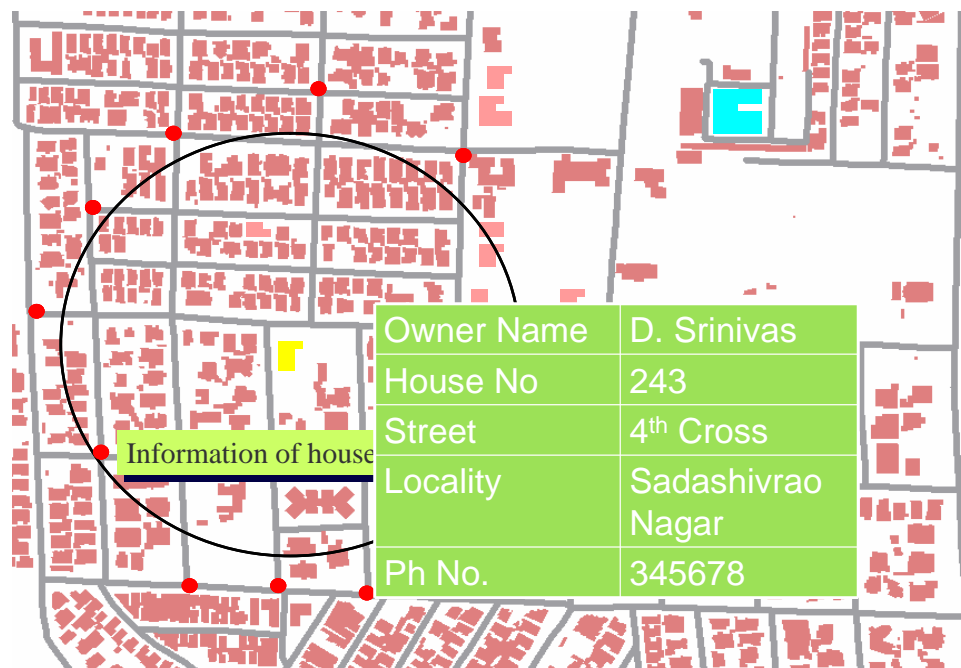 Owner Name D. Srinivas
House No 243
Street 4th Cross
Information of house
Locality Sadashivrao
Nagar
Ph No. 345678